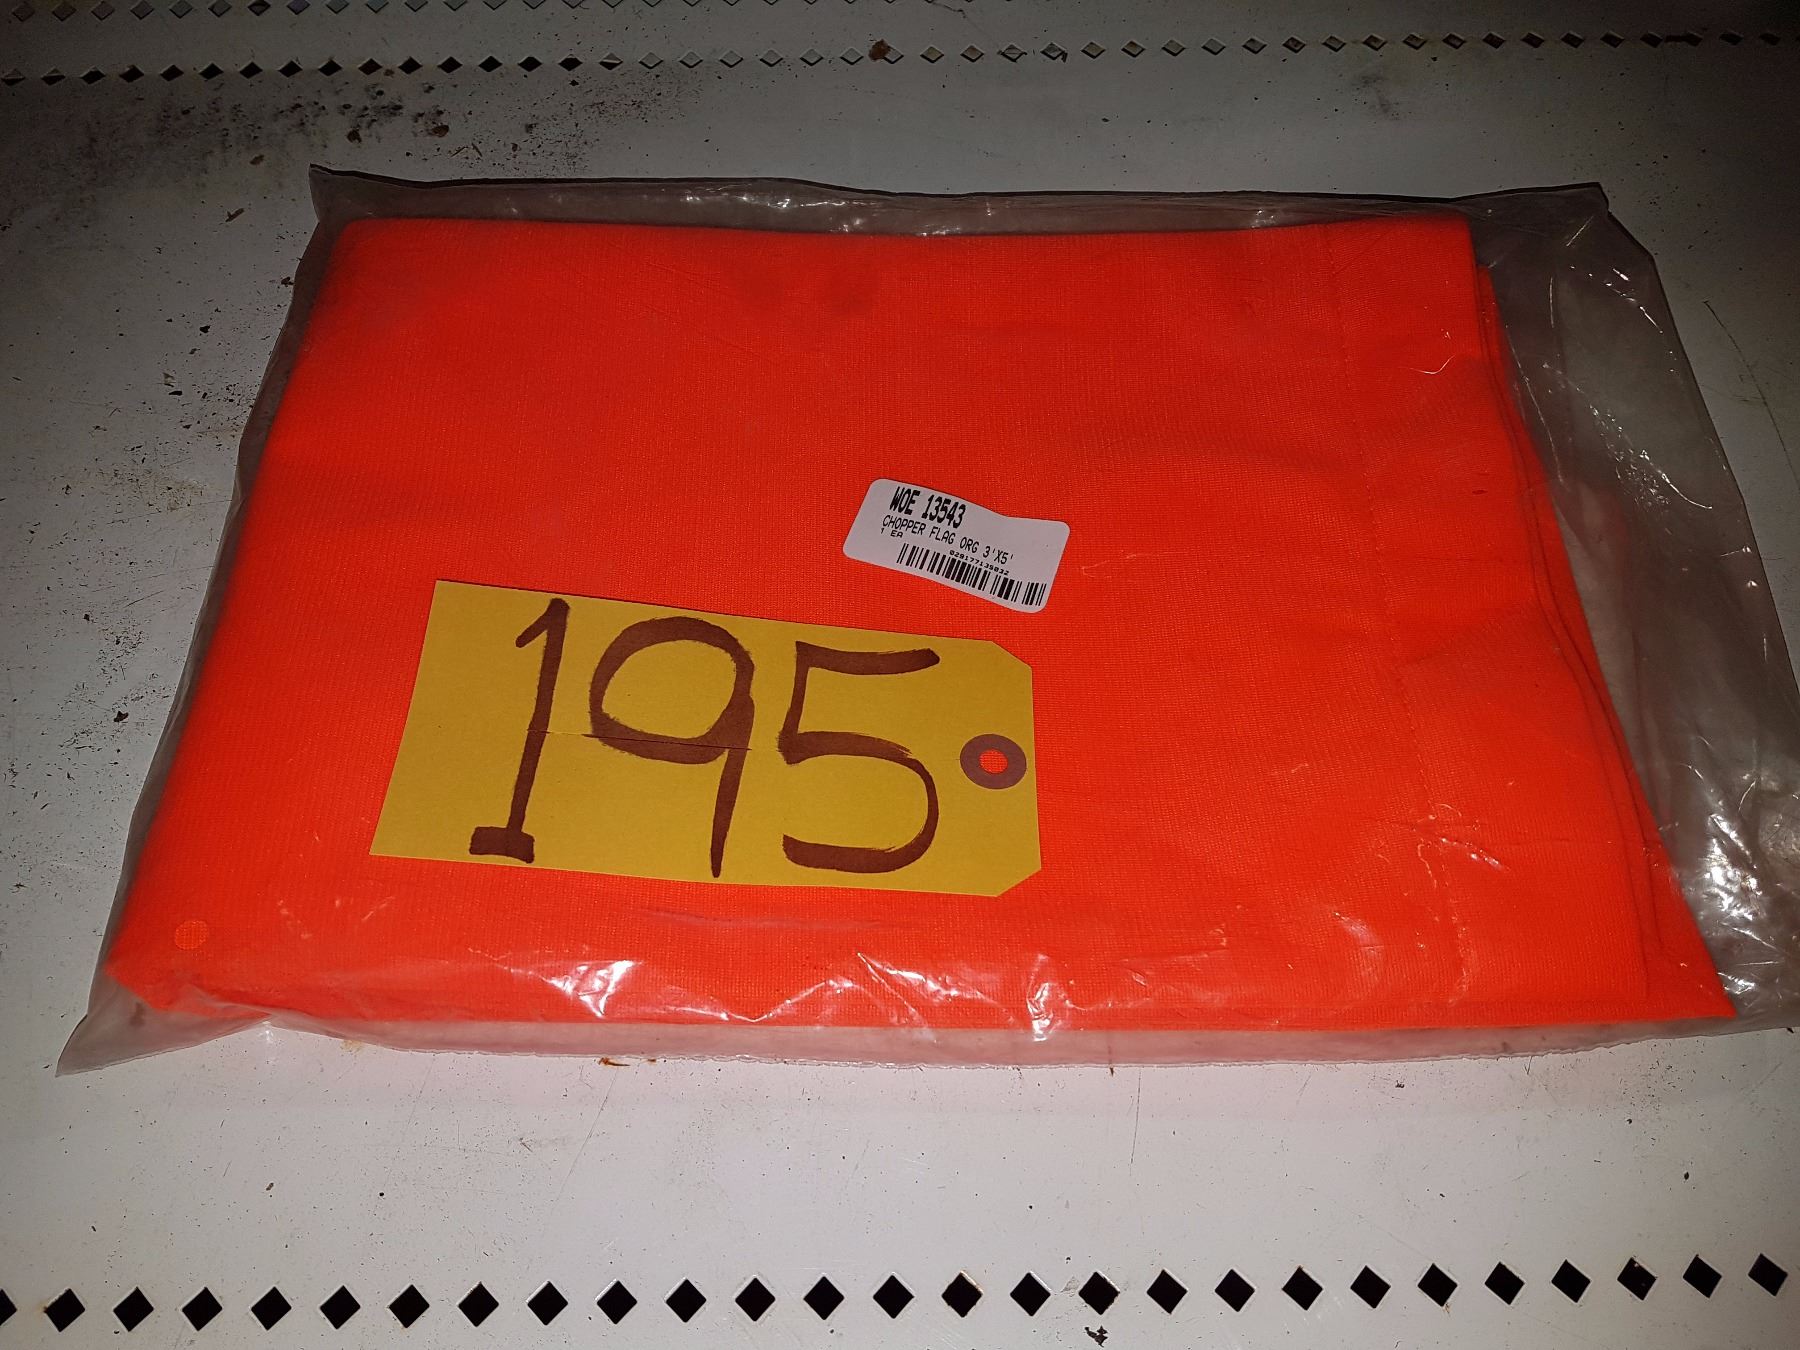 WOE 13543
CHOPPER FLAG ORG 3'X5'
1 EA
195